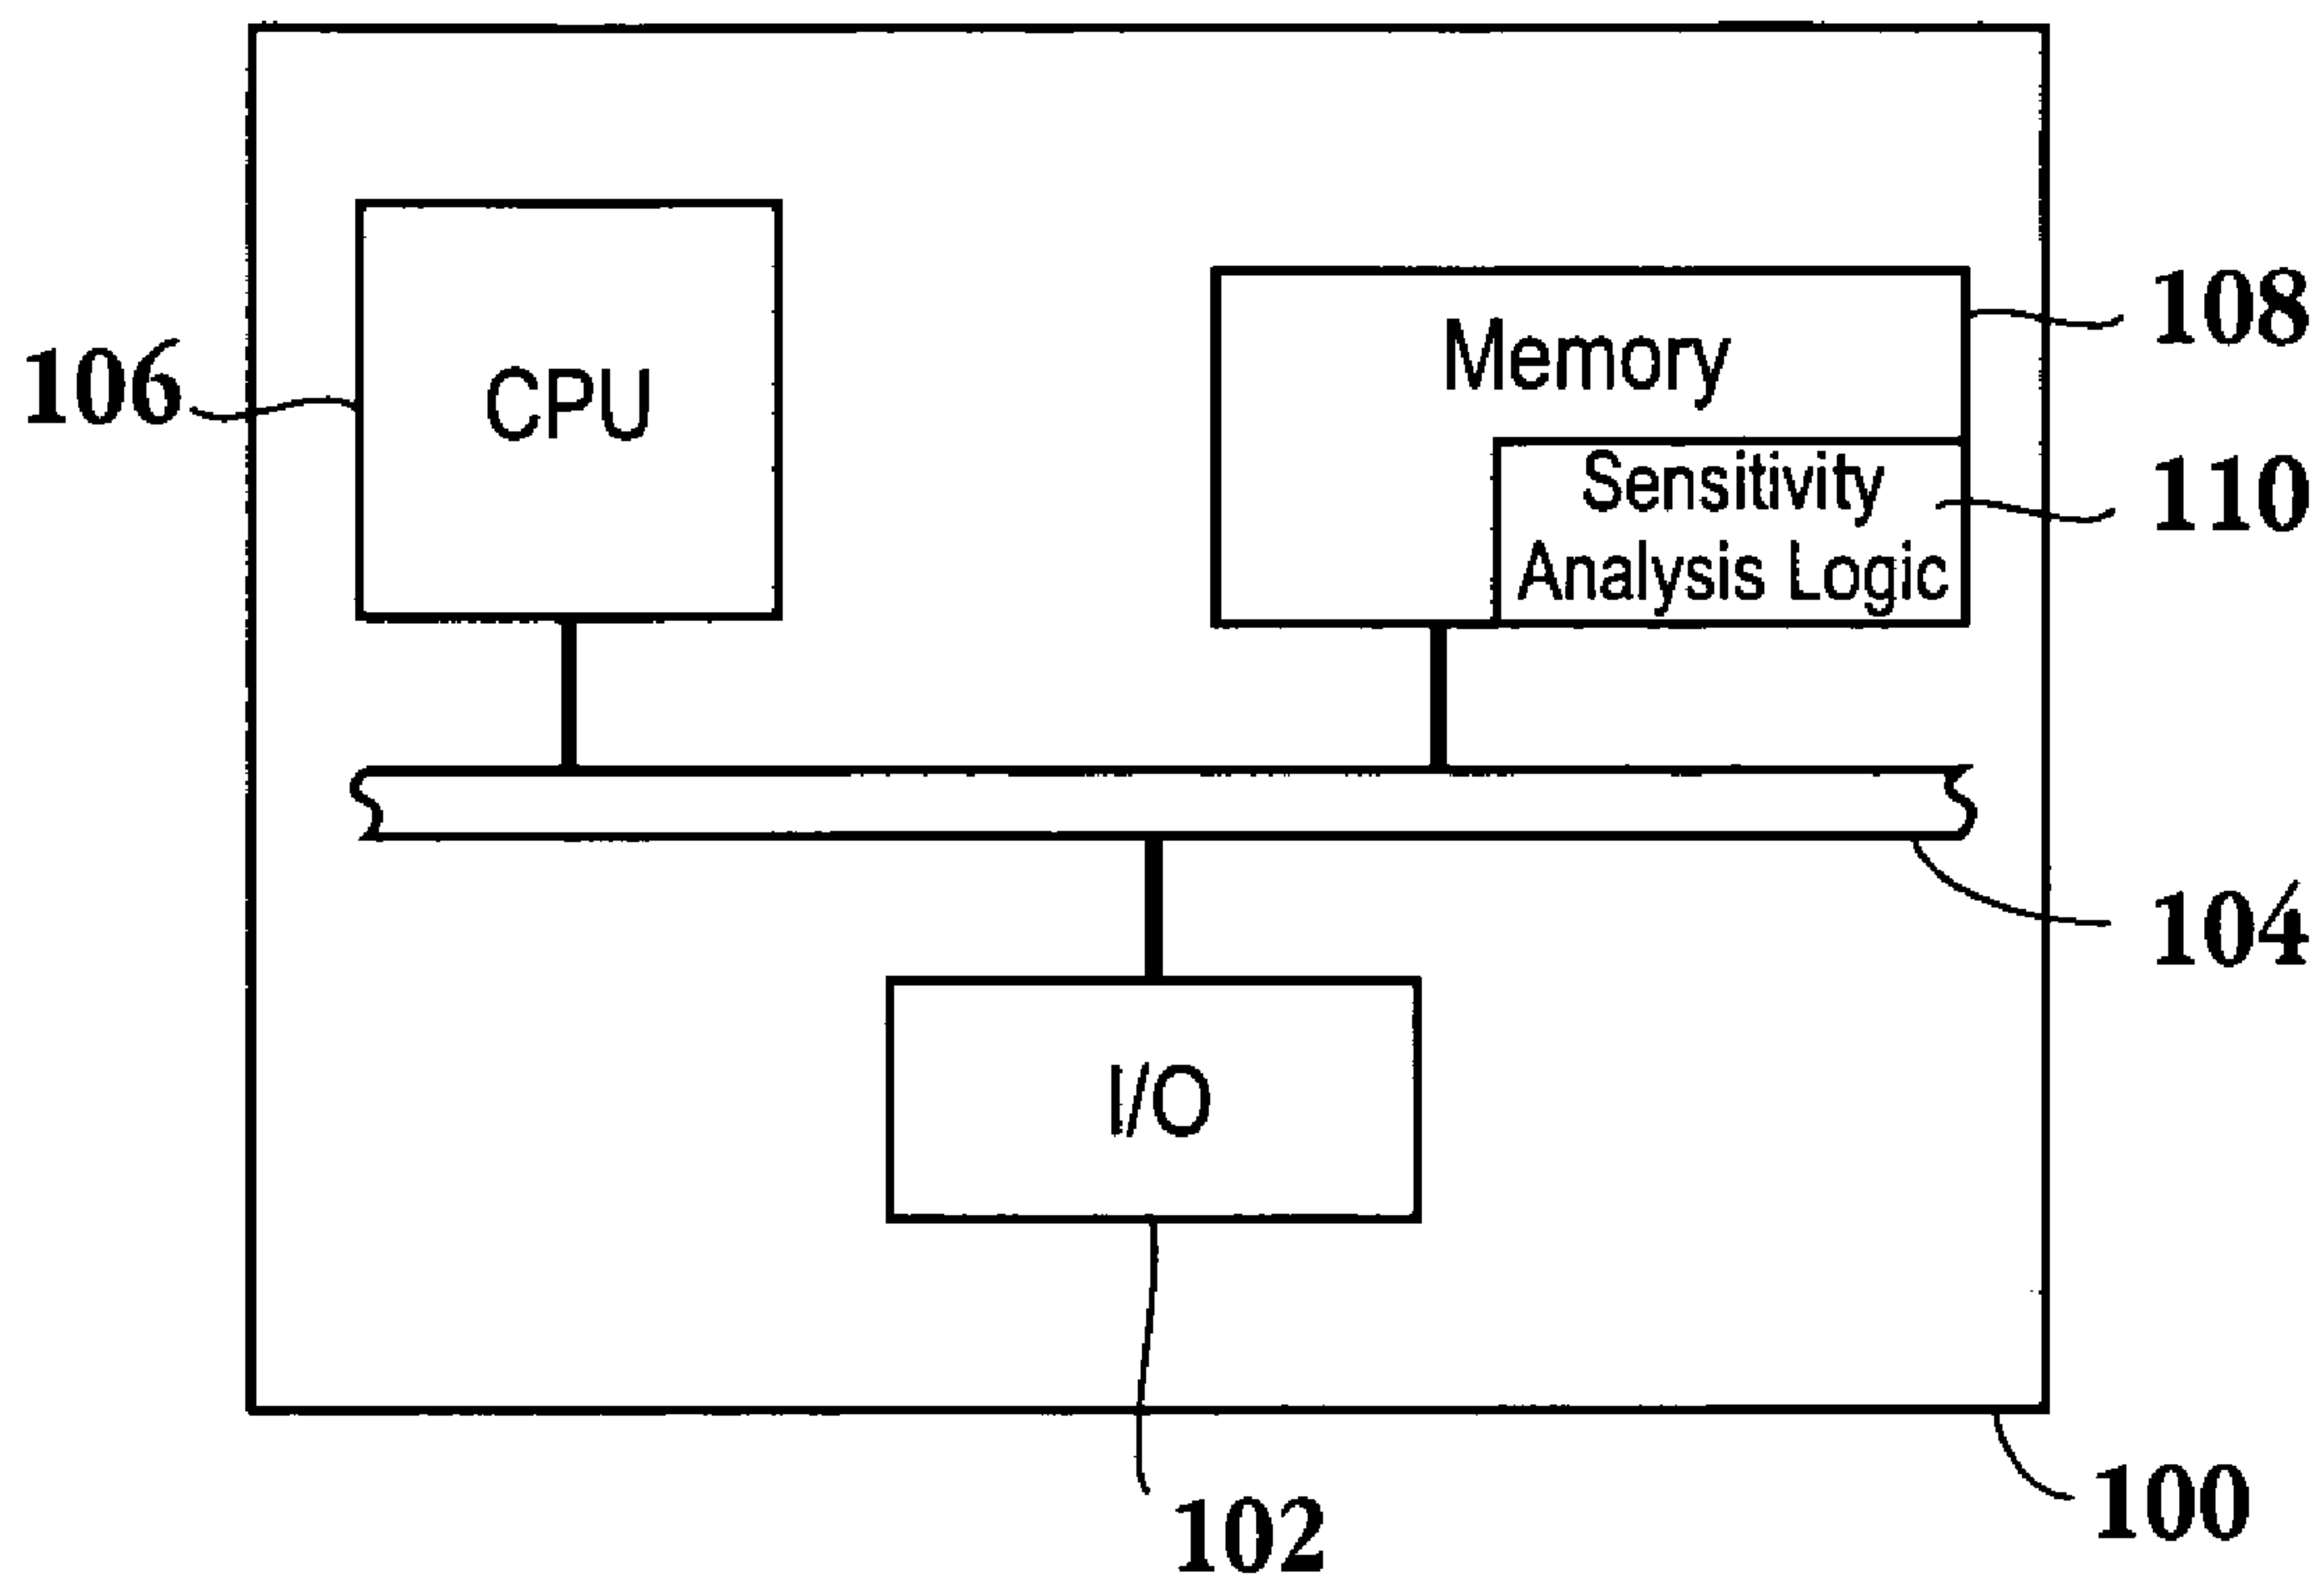 CPU
106
Memory
108
Sensitivity
Analysis Logic
110
104
I/O
102
100